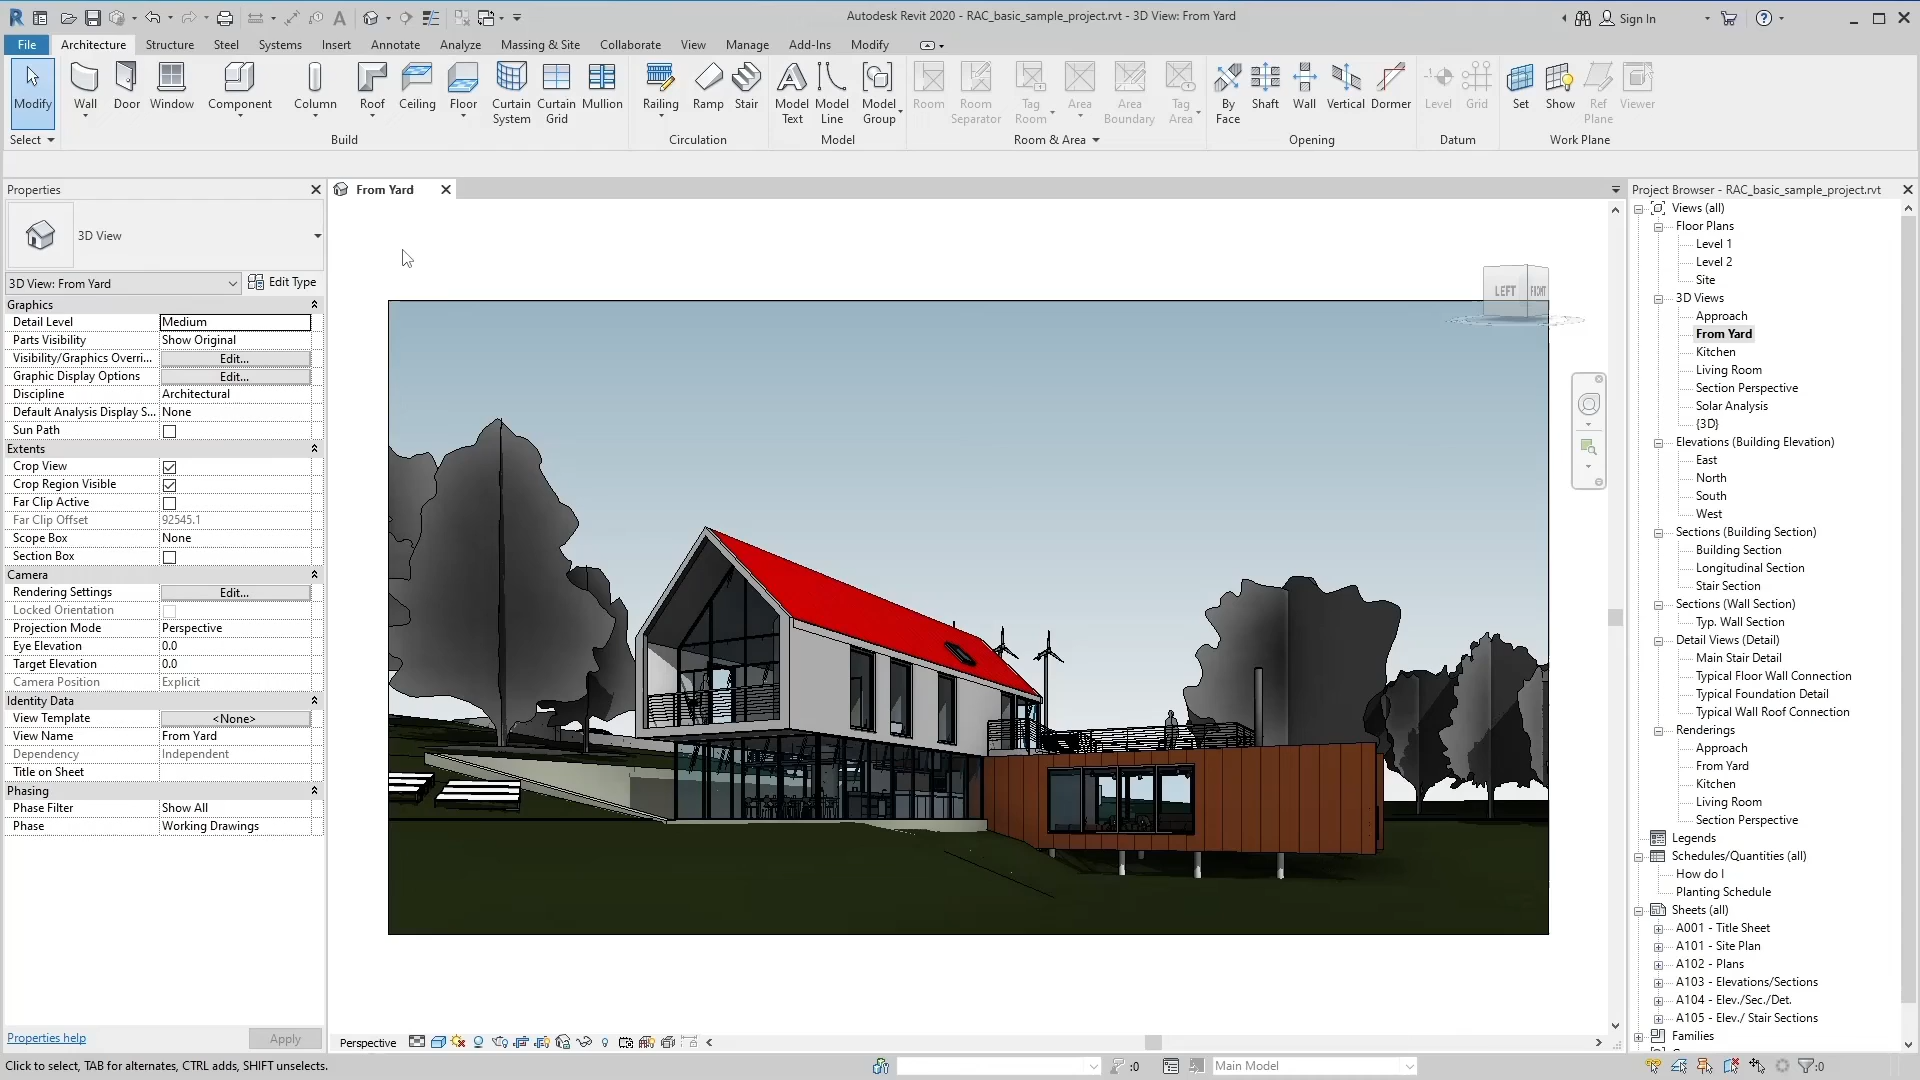 Autodesk Revit 2020 - RAC_basic_sample_project.rvt - 3D View: From Yard
Sign In
File Architecture Structure Steel Systems Insert Annotate Analyze Massing & Site Collaborate View Manage Add-Ins Modify
Modify Wall Door Window Component Column Roof Ceiling Floor Curtain System Curtain Grid Mullion Railing Ramp Stair Model Text Model Line Model Group Room Room Separator Tag Room Area Area Boundary Tag Area By Face Shaft Wall Vertical Dormer Level Grid Set Show Ref Plane Viewer
Select Build Circulation Model Room & Area Opening Datum Work Plane
Properties
3D View
3D View: From Yard Edit Type
Graphics
Detail Level Medium
Parts Visibility Show Original
Visibility/Graphics Overri... Edit...
Graphic Display Options Edit...
Discipline Architectural
Default Analysis Display S... None
Sun Path
Extents
Crop View
Crop Region Visible
Far Clip Active
Far Clip Offset 92545.1
Scope Box None
Section Box
Camera
Rendering Settings Edit...
Locked Orientation
Projection Mode Perspective
Eye Elevation 0.0
Target Elevation 0.0
Camera Position Explicit
Identity Data
View Template <None>
View Name From Yard
Dependency Independent
Title on Sheet
Phasing
Phase Filter Show All
Phase Working Drawings
Properties help Apply
From Yard
LEFT FRONT
Perspective
Project Browser - RAC_basic_sample_project.rvt
Views (all)
Floor Plans
Level 1
Level 2
Site
3D Views
Approach
From Yard
Kitchen
Living Room
Section Perspective
Solar Analysis
{3D}
Elevations (Building Elevation)
East
North
South
West
Sections (Building Section)
Building Section
Longitudinal Section
Stair Section
Sections (Wall Section)
Typ. Wall Section
Detail Views (Detail)
Main Stair Detail
Typical Floor Wall Connection
Typical Foundation Detail
Typical Wall Roof Connection
Renderings
Approach
From Yard
Kitchen
Living Room
Section Perspective
Legends
Schedules/Quantities (all)
How do I
Planting Schedule
Sheets (all)
A001 - Title Sheet
A101 - Site Plan
A102 - Plans
A103 - Elevations/Sections
A104 - Elev./Sec./Det.
A105 - Elev./ Stair Sections
Families
Click to select, TAB for alternates, CTRL adds, SHIFT unselects.
:0
Main Model
:0